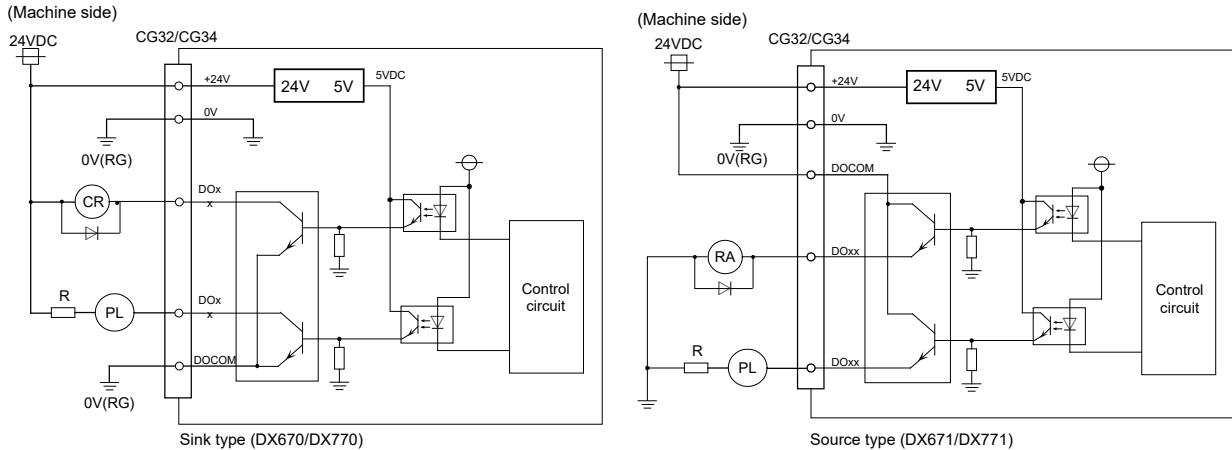 (Machine side)
24VDC
CG32/CG34
+24V
24V 5V
5VDC
0V
0V(RG)
DOx
x
CR
Control
circuit
R
PL
DOx
x
DOCOM
0V(RG)
Sink type (DX670/DX770)
(Machine side)
24VDC
CG32/CG34
+24V
24V 5V
5VDC
0V
0V(RG)
DOCOM
RA
DOxx
Control
circuit
R
PL
DOxx
Source type (DX671/DX771)